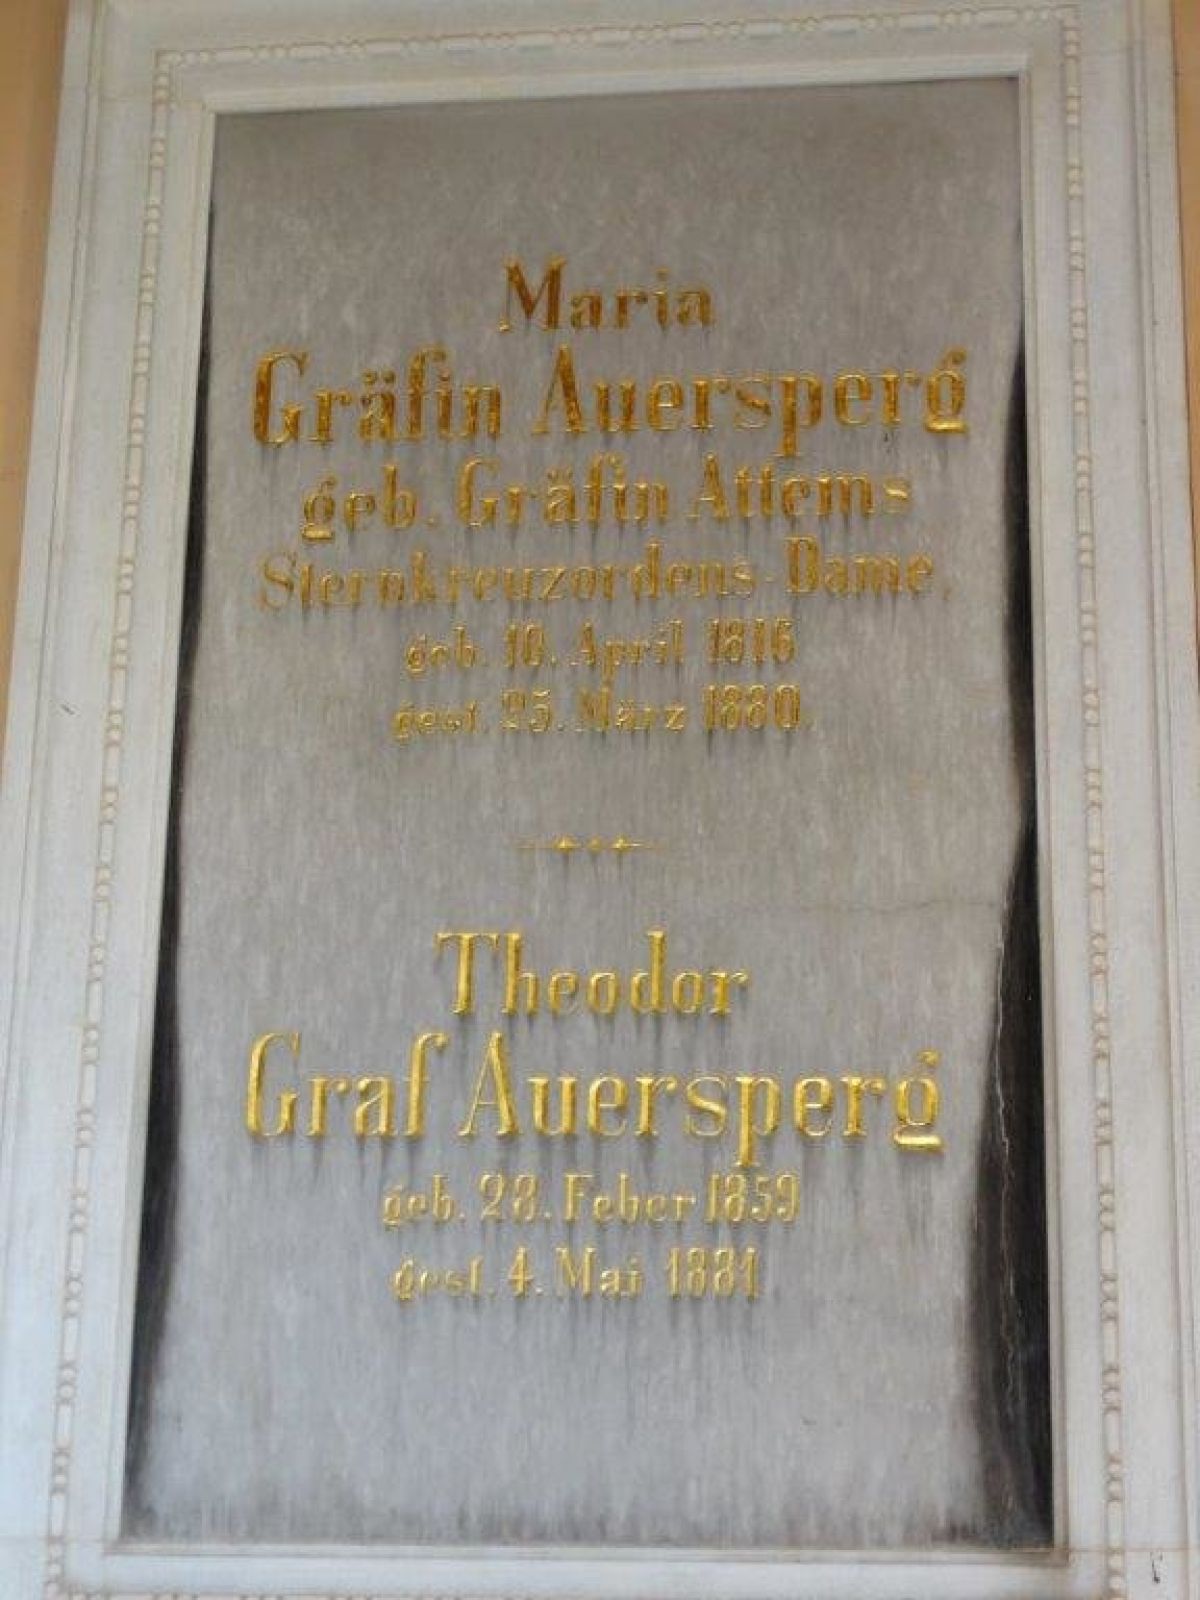 Maria
Gräfin Auersperg
geb. Gräfin Attems
Sternkreuzordens-Dame.
geb. 10. April 1816
gest. 25. März 1880.
Theodor
Graf Auersperg
geb. 28. Feber 1859
gest. 4. Mai 1881